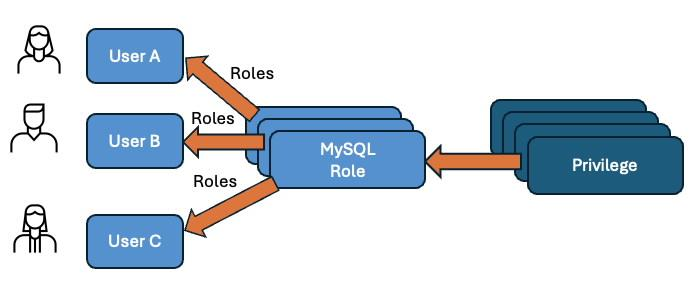 User A
Roles
Roles
User B
MySQL
Role
Privilege
Roles
User C